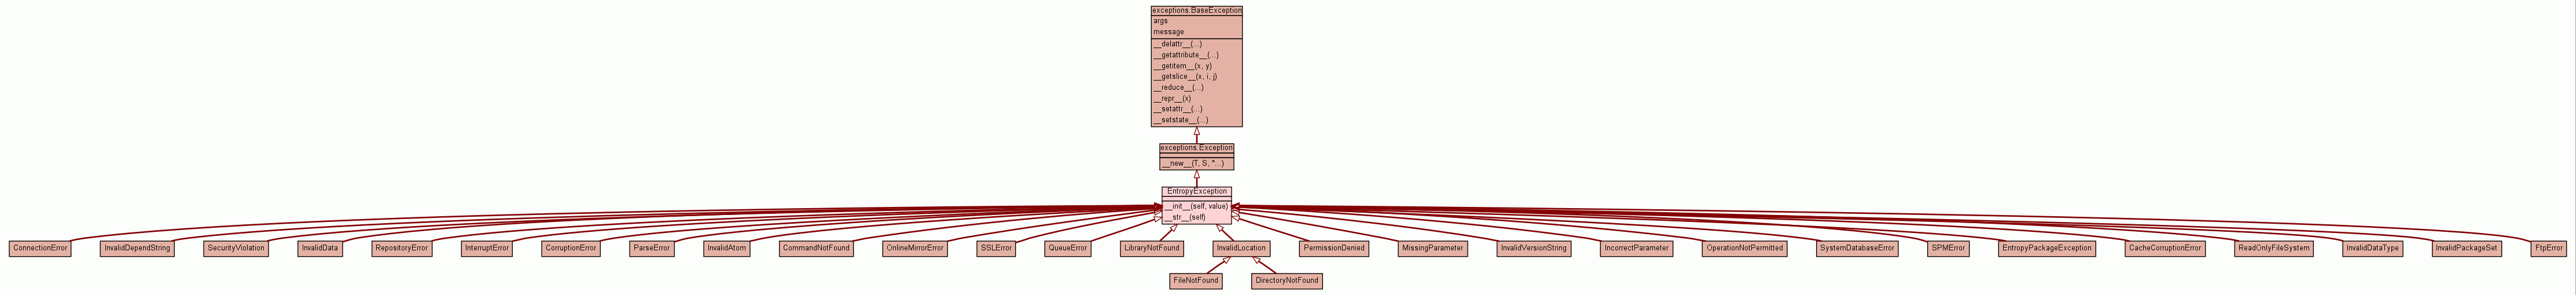 exceptions.BaseException
args
message
__delattr__(...)
__getattribute__(...)
__getitem__(x, y)
__getslice__(x, i, j)
__reduce__(...)
__repr__(x)
__setattr__(...)
__setstate__(...)
exceptions.Exception
__new__(T, S, *...)
EntropyException
__init__(self, value)
__str__(self)
ConnectionError
InvalidDependString
SecurityViolation
InvalidData
RepositoryError
InterruptError
CorruptionError
ParseError
InvalidAtom
CommandNotFound
OnlineMirrorError
SSLError
QueueError
LibraryNotFound
InvalidLocation
PermissionDenied
MissingParameter
InvalidVersionString
IncorrectParameter
OperationNotPermitted
SystemDatabaseError
SPMError
EntropyPackageException
CacheCorruptionError
ReadOnlyFileSystem
InvalidDataType
InvalidPackageSet
FtpError
FileNotFound
DirectoryNotFound